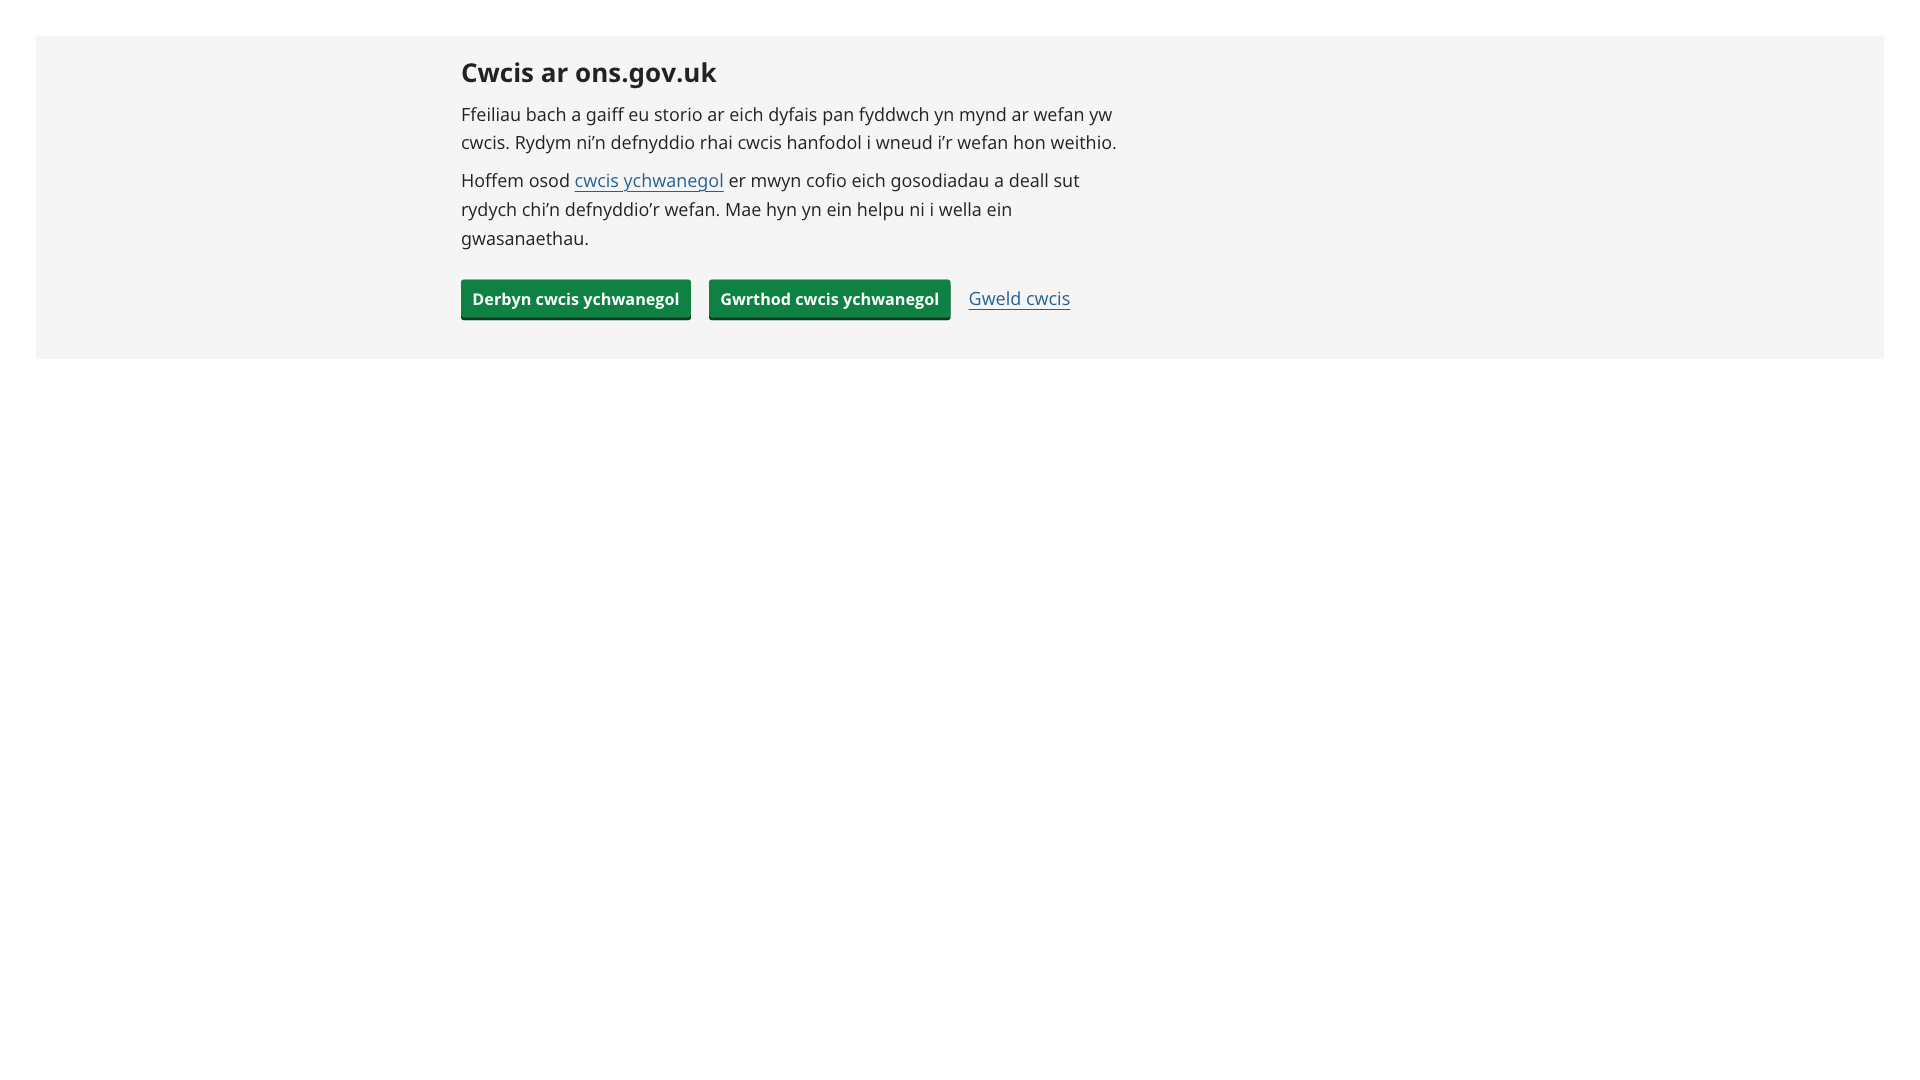 Cwcis ar ons.gov.uk
Ffeiliau bach a gaiff eu storio ar eich dyfais pan fyddwch yn mynd ar wefan yw
cwcis. Rydym ni’n defnyddio rhai cwcis hanfodol i wneud i’r wefan hon weithio.
Hoffem osod cwcis ychwanegol er mwyn cofio eich gosodiadau a deall sut
rydych chi’n defnyddio’r wefan. Mae hyn yn ein helpu ni i wella ein
gwasanaethau.
Derbyn cwcis ychwanegol Gwrthod cwcis ychwanegol Gweld cwcis